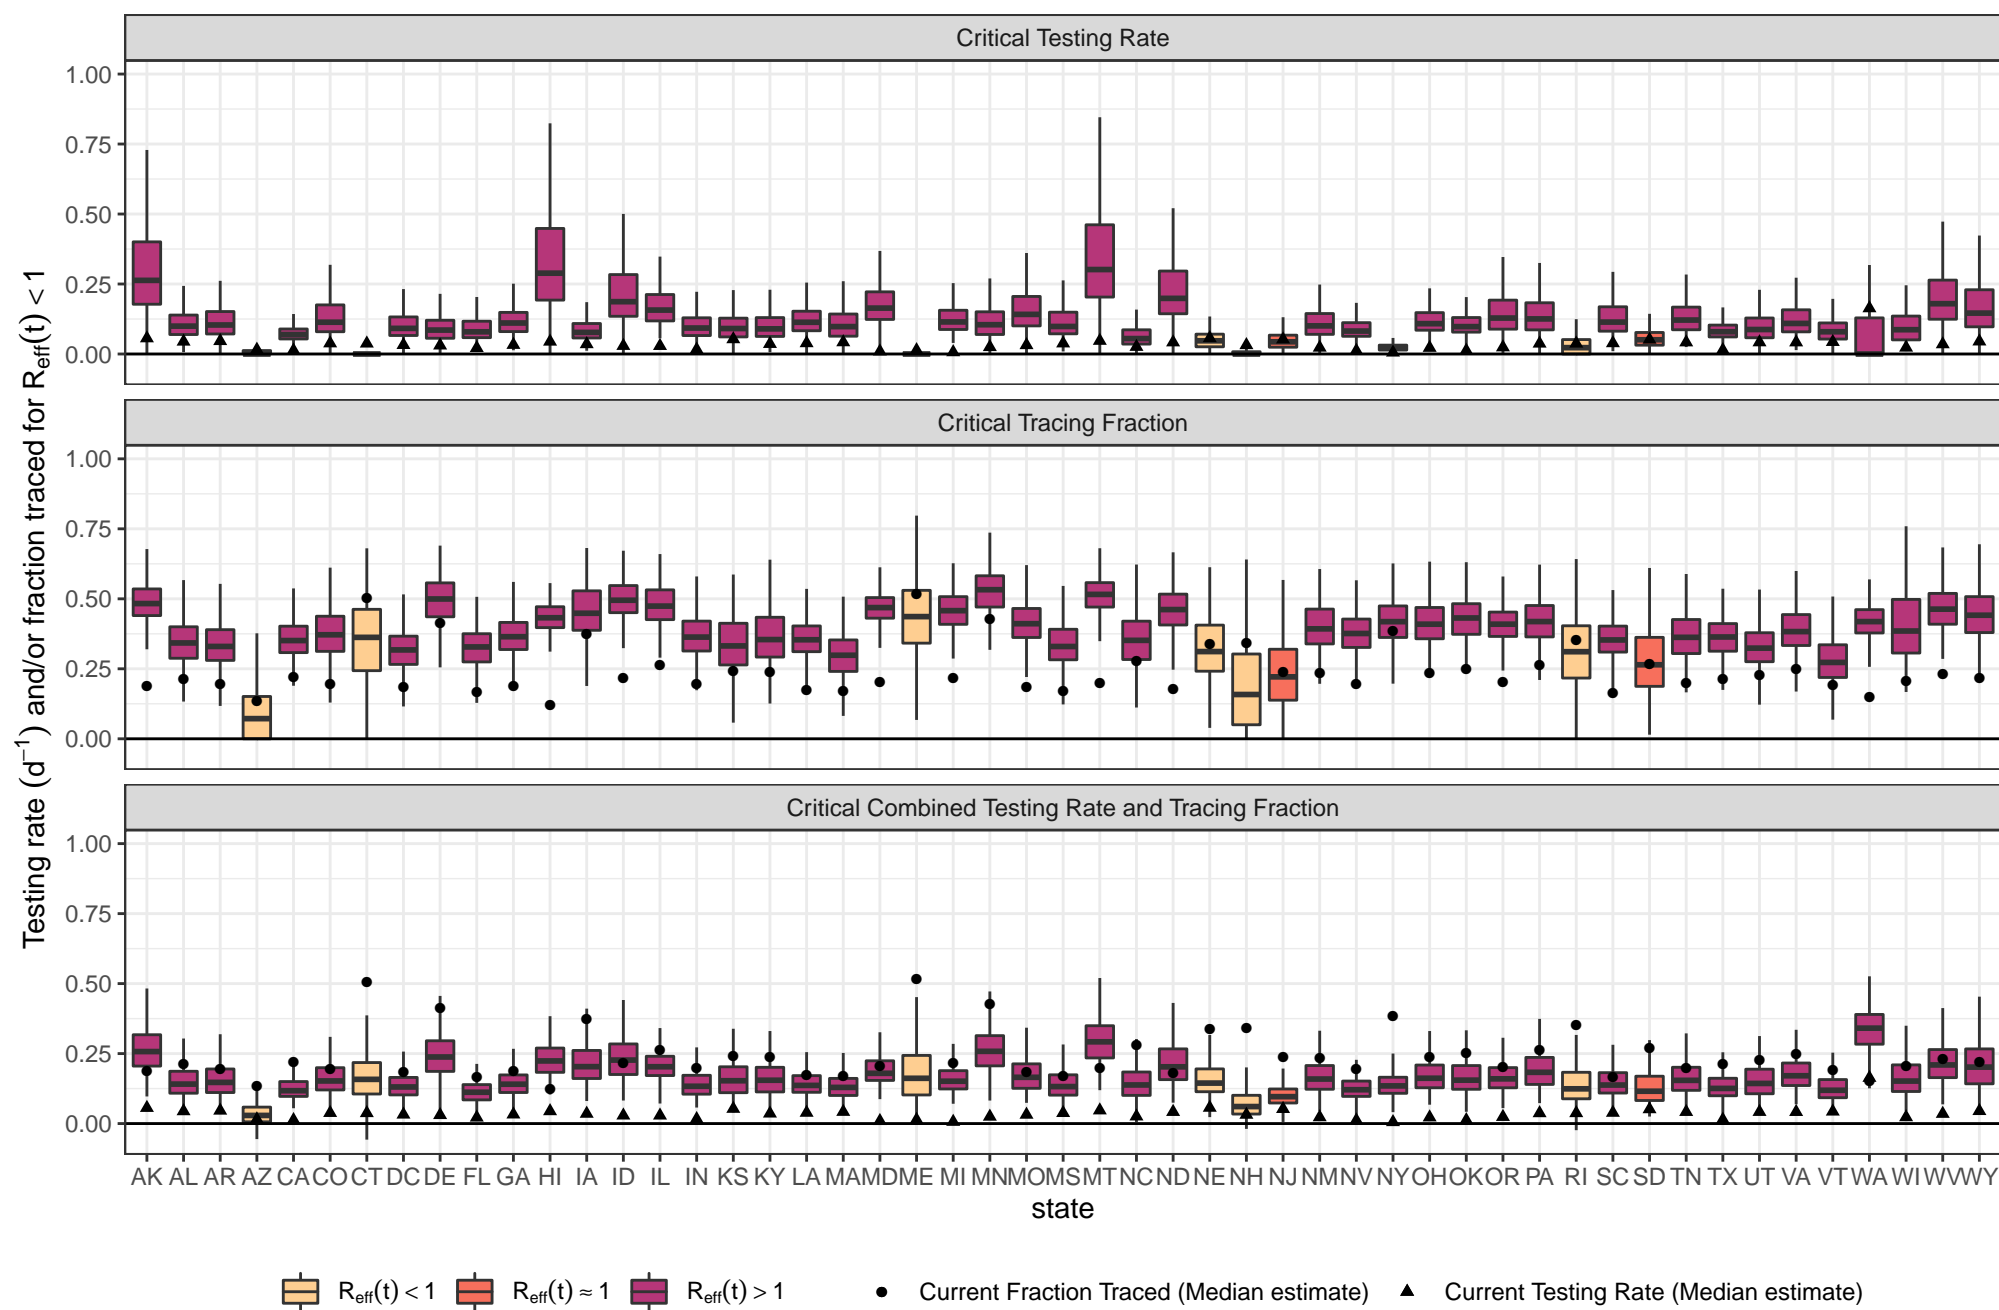 Critical Testing Rate
1.00
0.75
0.50
0.25
0.00
Critical Tracing Fraction
1.00
0.75
0.50
0.25
0.00
Critical Combined Testing Rate and Tracing Fraction
1.00
0.75
0.50
0.25
0.00
Testing rate (d⁻¹) and/or fraction traced for R_eff(t) < 1
AK AL AR AZ CA CO CT DC DE FL GA HI IA ID IL IN KS KY LA MA MD ME MI MN MO MS MT NC ND NE NH NJ NM NV NY OH OK OR PA RI SC SD TN TX UT VA VT WA WI WV WY
state
R_eff(t) < 1 R_eff(t) ≈ 1 R_eff(t) > 1 Current Fraction Traced (Median estimate) Current Testing Rate (Median estimate)